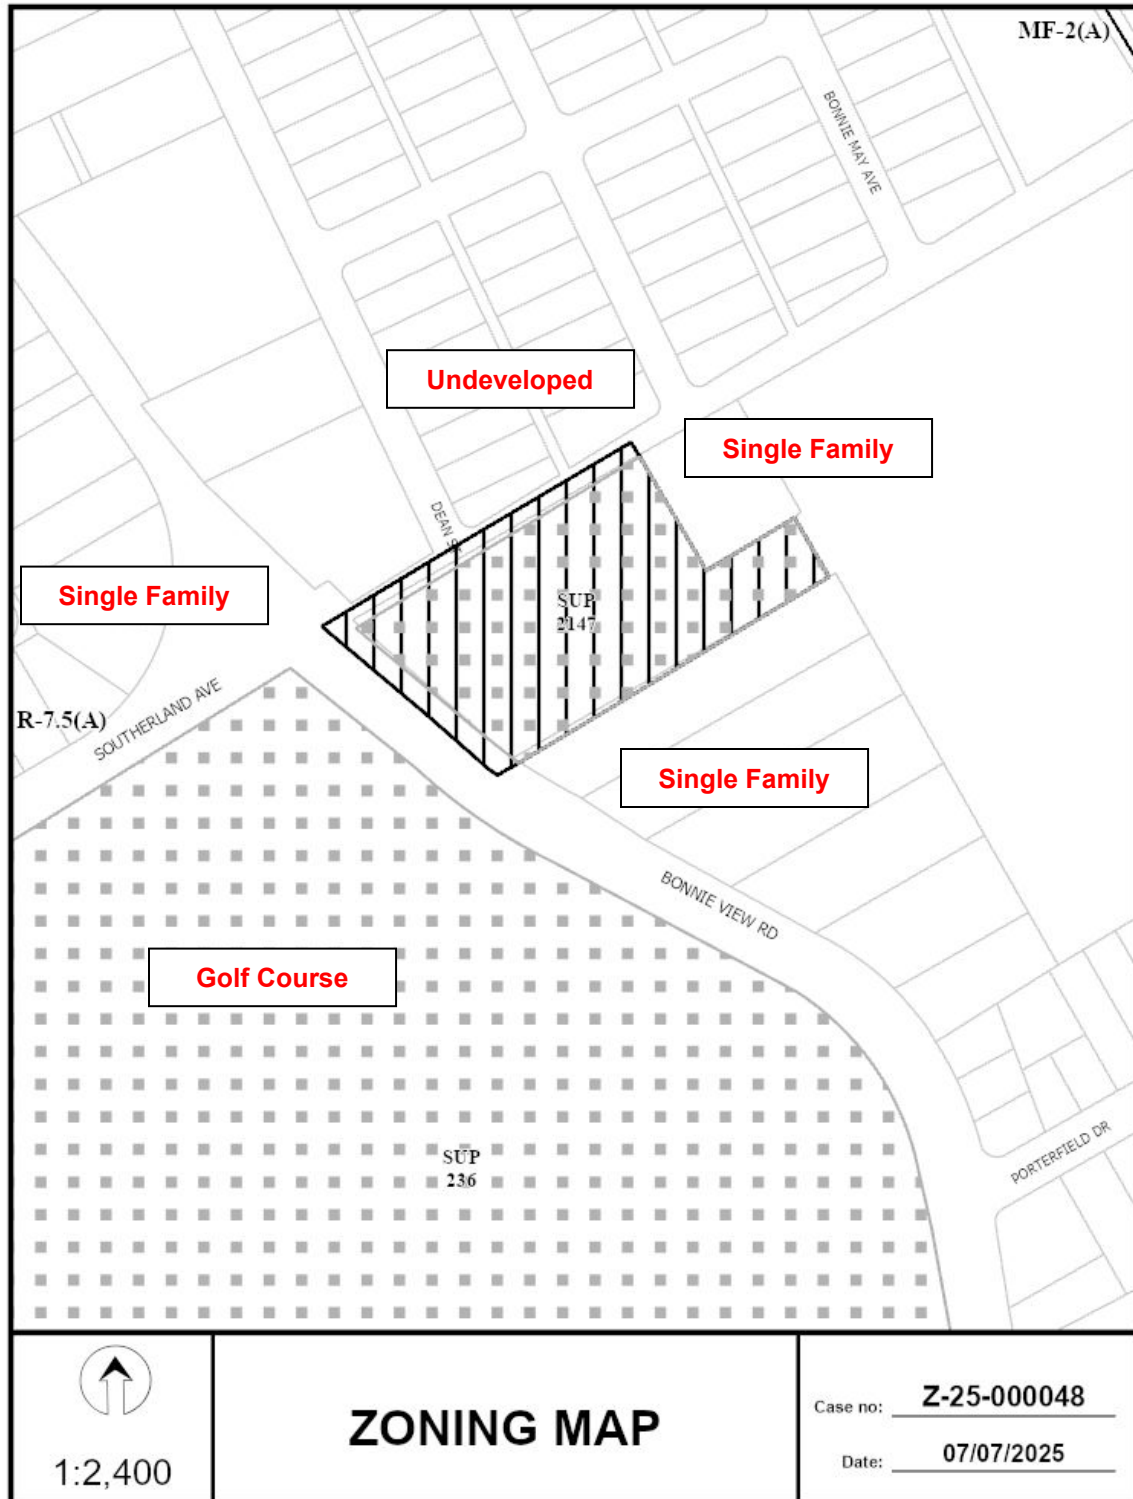 MF-2(A)
BONNIE MAY AVE
Undeveloped
Single Family
DEAN ST
Single Family
SUP
2147
R-7.5(A)
SOUTHERLAND AVE
Single Family
BONNIE VIEW RD
Golf Course
SUP
236
PORTERFIELD DR
1:2,400
ZONING MAP
Case no: Z-25-000048
Date: 07/07/2025